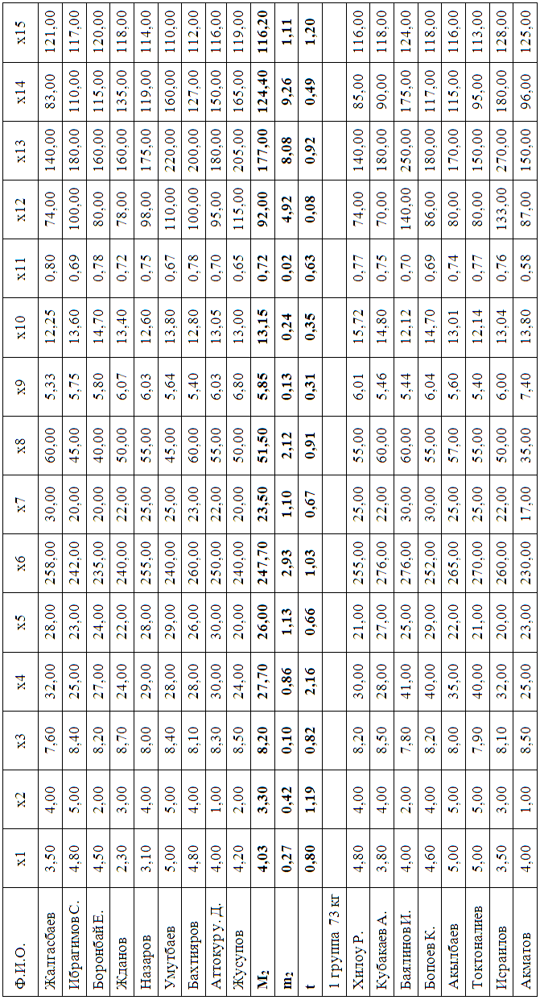 Ф.И.О. x1 x2 x3 x4 x5 x6 x7 x8 x9 x10 x11 x12 x13 x14 x15
Жалгасбаев 3,50 4,00 7,60 32,00 28,00 258,00 30,00 60,00 5,33 12,25 0,80 74,00 140,00 83,00 121,00
Ибрагимов С. 4,80 5,00 8,40 25,00 23,00 242,00 20,00 45,00 5,75 13,60 0,69 100,00 180,00 110,00 117,00
Боронбай Е. 4,50 2,00 8,20 27,00 24,00 235,00 20,00 40,00 5,80 14,70 0,78 80,00 160,00 115,00 120,00
Жданов 2,30 3,00 8,70 24,00 22,00 240,00 22,00 50,00 6,07 13,40 0,72 78,00 160,00 135,00 118,00
Назаров 3,10 4,00 8,00 29,00 28,00 255,00 25,00 55,00 6,03 12,60 0,75 98,00 175,00 119,00 114,00
Умутбаев 5,00 5,00 8,40 28,00 29,00 240,00 25,00 45,00 5,64 13,80 0,67 110,00 220,00 160,00 110,00
Бахтияров 4,80 4,00 8,10 28,00 26,00 260,00 23,00 60,00 5,40 12,80 0,78 100,00 200,00 127,00 112,00
Аттокур у. Д. 4,00 1,00 8,30 30,00 30,00 250,00 22,00 55,00 6,03 13,05 0,70 95,00 180,00 150,00 116,00
Жусупов 4,20 2,00 8,50 24,00 20,00 240,00 20,00 50,00 6,80 13,00 0,65 115,00 205,00 165,00 119,00
M2 4,03 3,30 8,20 27,70 26,00 247,70 23,50 51,50 5,85 13,15 0,72 92,00 177,00 124,40 116,20
m2 0,27 0,42 0,10 0,86 1,13 2,93 1,10 2,12 0,13 0,24 0,02 4,92 8,08 9,26 1,11
t 0,80 1,19 0,82 2,16 0,66 1,03 0,67 0,91 0,31 0,35 0,63 0,08 0,92 0,49 1,20
1 группа 73 кг
Хилоу Р. 4,80 4,00 8,20 30,00 21,00 255,00 25,00 55,00 6,01 15,72 0,77 74,00 140,00 85,00 116,00
Кубакаев А. 3,80 4,00 8,50 28,00 27,00 276,00 22,00 60,00 5,46 14,80 0,75 70,00 180,00 90,00 118,00
Баялинов И. 4,00 2,00 7,80 41,00 25,00 276,00 30,00 60,00 5,44 12,12 0,70 140,00 250,00 175,00 124,00
Бопоев К. 4,60 4,00 8,20 40,00 29,00 252,00 30,00 55,00 6,04 14,70 0,69 86,00 180,00 117,00 118,00
Акылбатов 5,00 5,00 8,00 35,00 22,00 265,00 25,00 57,00 5,60 13,01 0,74 80,00 170,00 115,00 116,00
Токтоналиев 5,00 5,00 7,90 40,00 21,00 270,00 25,00 55,00 5,40 12,14 0,77 80,00 150,00 95,00 113,00
Исраилов 3,50 3,00 8,10 32,00 20,00 260,00 22,00 50,00 6,00 13,04 0,76 133,00 270,00 180,00 128,00
Акматов 4,00 1,00 8,50 25,00 23,00 230,00 17,00 35,00 7,40 13,80 0,58 87,00 150,00 96,00 125,00